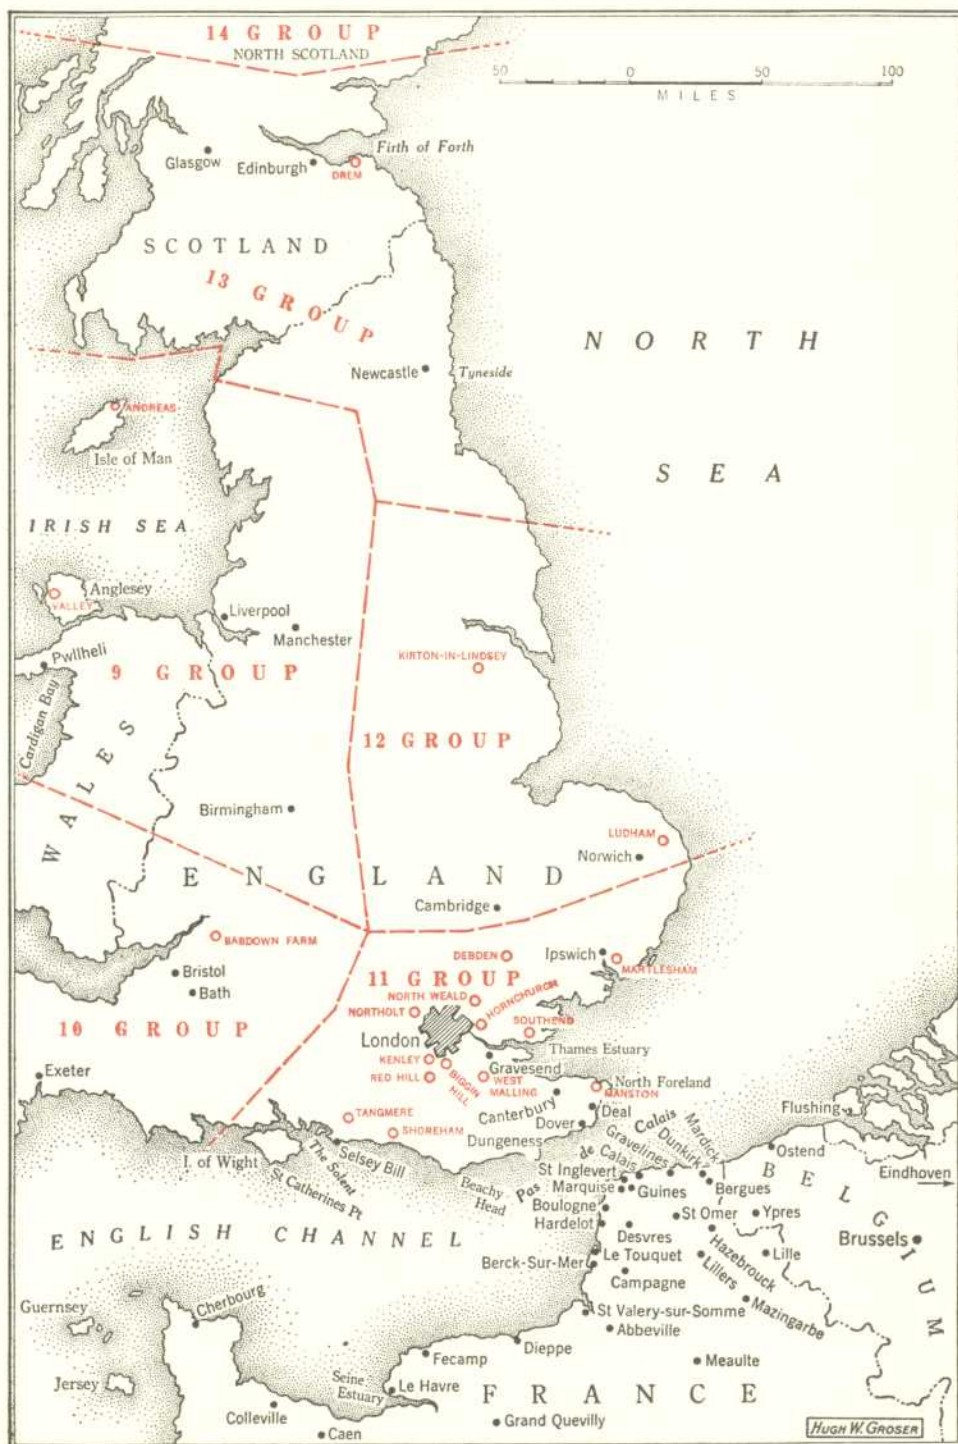 14 GROUP
NORTH SCOTLAND
50 0 50 100
MILES
Glasgow
Edinburgh
DREM
Firth of Forth
SCOTLAND
13 GROUP
NORTH
SEA
Newcastle
Tyneside
ANDREAS
Isle of Man
IRISH SEA
Anglesey
VALLEY
Liverpool
Manchester
Pwllheli
9 GROUP
KIRTON-IN-LINDSEY
Cardigan Bay
WALES
12 GROUP
Birmingham
LUDHAM
Norwich
ENGLAND
Cambridge
BABDOWN FARM
DEBDEN
Ipswich
MARTLESHAM
Bristol
Bath
11 GROUP
NORTH WEALD
HORNCHURCH
NORTHOLT
SOUTHEND
10 GROUP
London
Thames Estuary
KENLEY
Gravesend
Exeter
RED HILL
BIGGIN HILL
WEST MALLING
North Foreland
MANSTON
Canterbury
Deal
TANGMERE
SHOREHAM
Dover
Dungeness
Flushing
I. of Wight
The Solent
St Catherines Pt
Selsey Bill
Beachy Head
Pas de Calais
Calais
Gravelines
Dunkirk
Mardick
Ostend
BELGIUM
Eindhoven
St Inglevert
Marquise
Guines
Bergues
Boulogne
Hardelot
St Omer
Ypres
Desvres
Hazebrouck
Brussels
ENGLISH CHANNEL
Berck-Sur-Mer
Le Touquet
Lillers
Lille
Campagne
Guernsey
Cherbourg
St Valery-sur-Somme
Mazingarbe
Abbeville
Dieppe
Fecamp
Meaulte
Jersey
Seine Estuary
Le Havre
FRANCE
Colleville
Caen
Grand Quevilly
HUGH W. GROSER